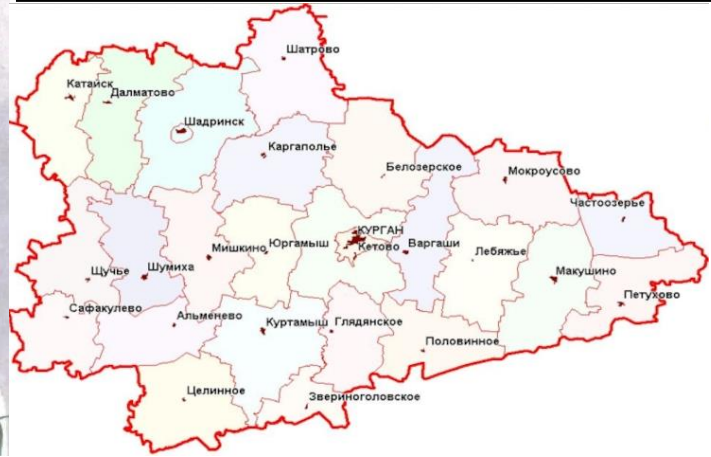 Шатрово
Катайск
Далматово
Шадринск
Каргаполье
Белозерское
Мокроусово
Частоозерье
КУРГАН
Мишкино
Юргамыш
Кетово
Варгаши
Лебяжье
Щучье
Шумиха
Макушино
Петухово
Сафакулево
Альменево
Куртамыш
Глядянское
Половинное
Целинное
Звериноголовское